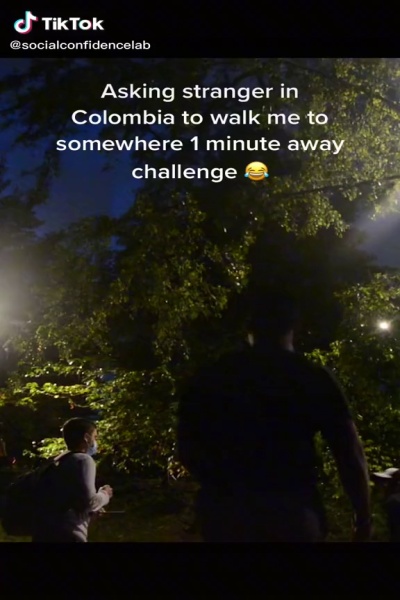 TikTok
@socialconfidencelab
Asking stranger in
Colombia to walk me to
somewhere 1 minute away
challenge 😂